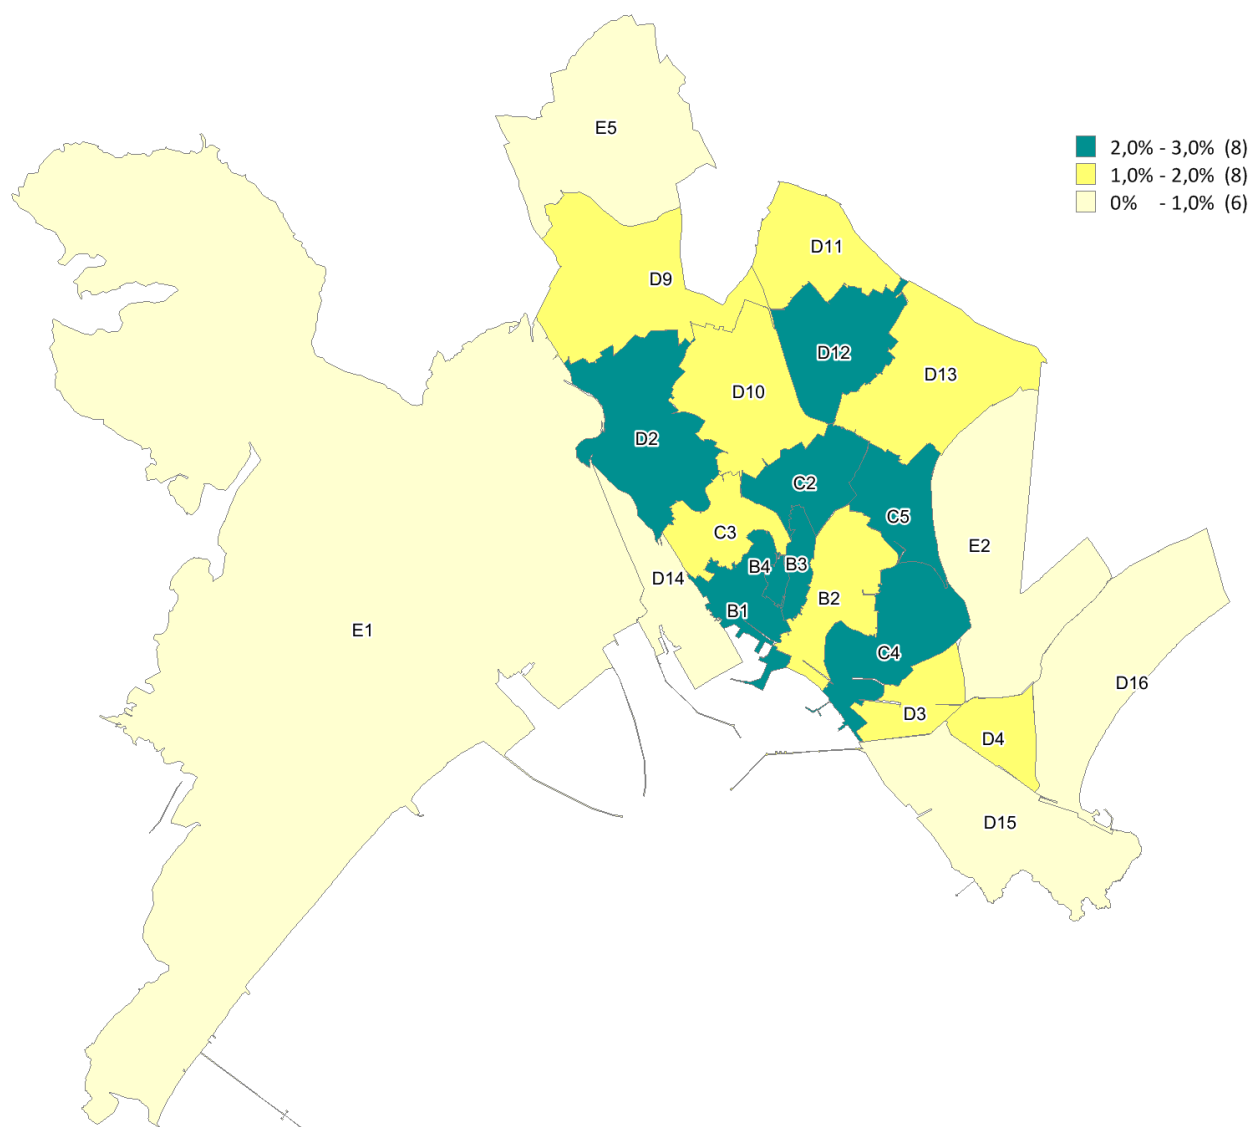 E5
2,0% - 3,0% (8)
1,0% - 2,0% (8)
0% - 1,0% (6)
D11
D9
D12
D13
D10
D2
C2
C5
C3
E2
B4
B3
D14
B2
B1
E1
C4
D16
D3
D4
D15